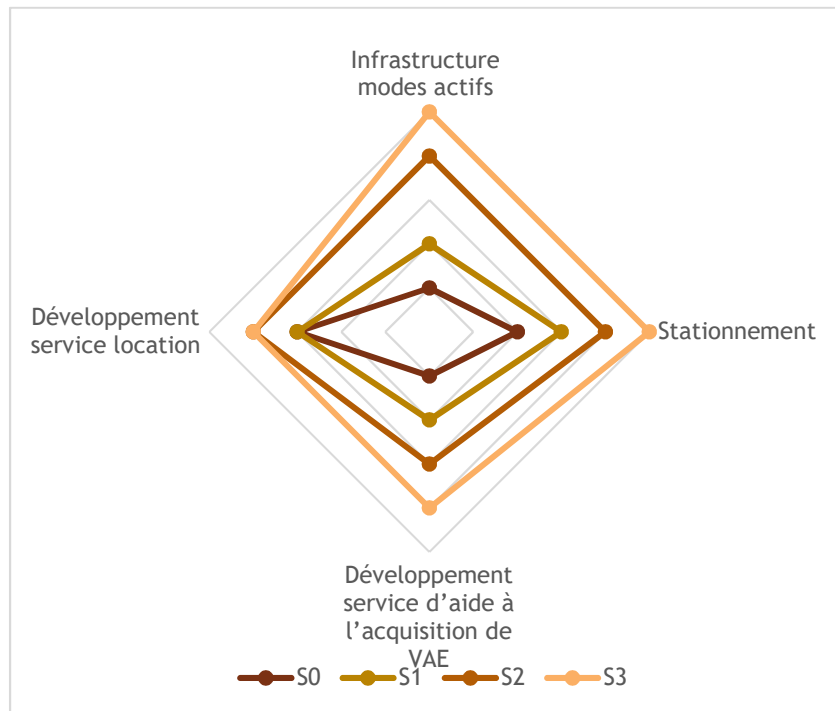 Infrastructure
modes actifs
Développement
service location
Stationnement
Développement
service d’aide à
l’acquisition de
VAE
S0 S1 S2 S3